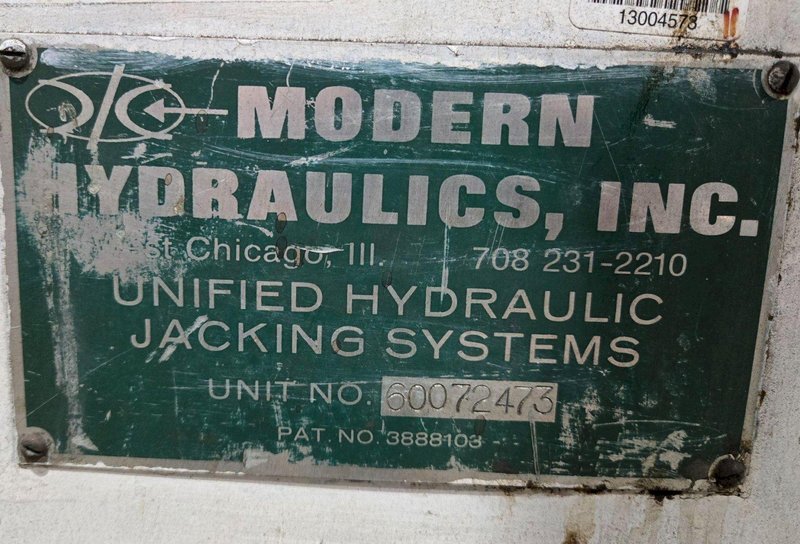 13004573
MODERN
HYDRAULICS, INC.
West Chicago, Ill. 708 231-2210
UNIFIED HYDRAULIC
JACKING SYSTEMS
UNIT NO. 60072473
PAT. NO. 3888103